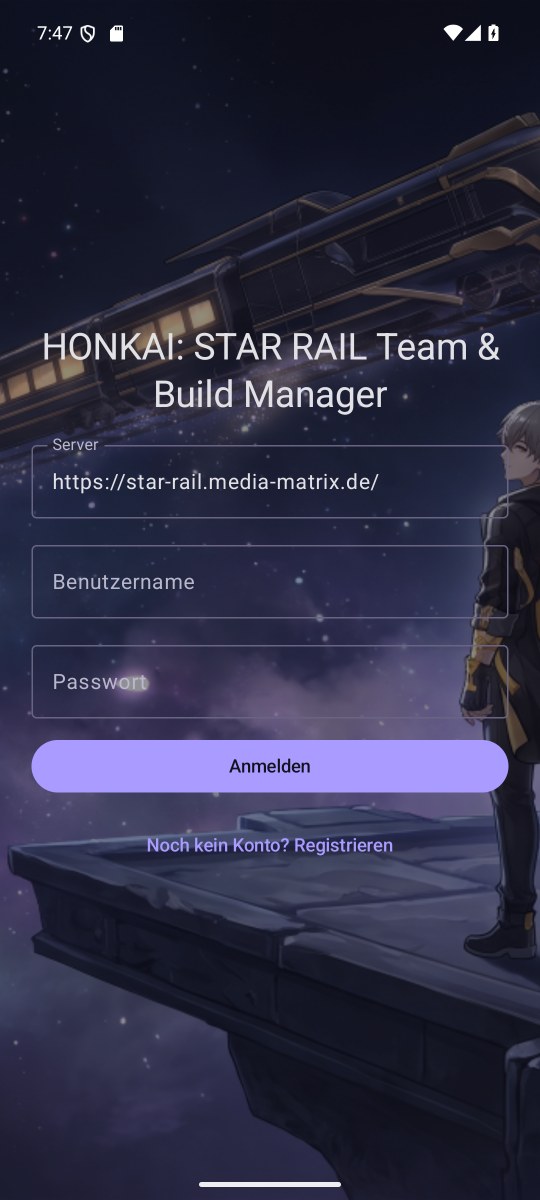 7:47
HONKAI: STAR RAIL Team &
Build Manager
Server
https://star-rail.media-matrix.de/
Benutzername
Passwort
Anmelden
Noch kein Konto? Registrieren